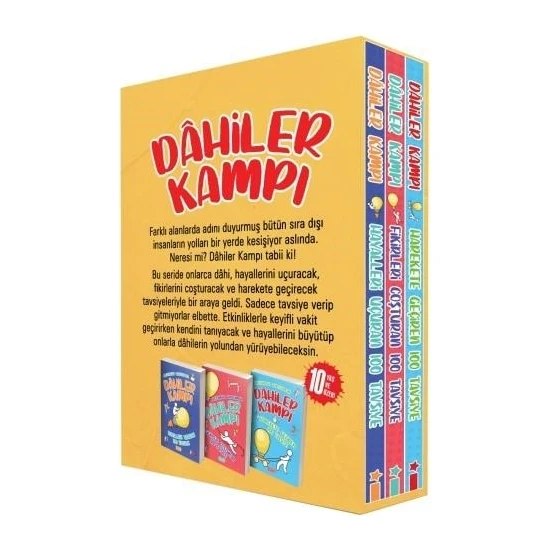 DÂHiLER
KAMPI
Farklı alanlarda adını duyurmuş bütün sıra dışı
insanların yolları bir yerde kesişiyor aslında.
Neresi mi? Dâhiler Kampı tabii ki!
Bu seride onlarca dâhi, hayallerini uçuracak,
fikirlerini coşturacak ve harekete geçirecek
tavsiyeleriyle bir araya geldi. Sadece tavsiye verip
gitmiyorlar elbette. Etkinliklerle keyifli vakit
geçirirken kendini tanıyacak ve hayallerini büyütüp
onlarla dâhilerin yolundan yürüyebileceksin.
DÂHİLER
KAMPI
DÂHİLER
KAMPI
DÂHİLER
KAMPI
10 YAŞ VE ÜZERİ
DÂHİLER KAMPI HAYALLERİ UÇURAN 100 TAVSİYE
DÂHİLER KAMPI FİKİRLERİ COŞTURAN 100 TAVSİYE
DÂHİLER KAMPI HAREKETE GEÇİREN 100 TAVSİYE